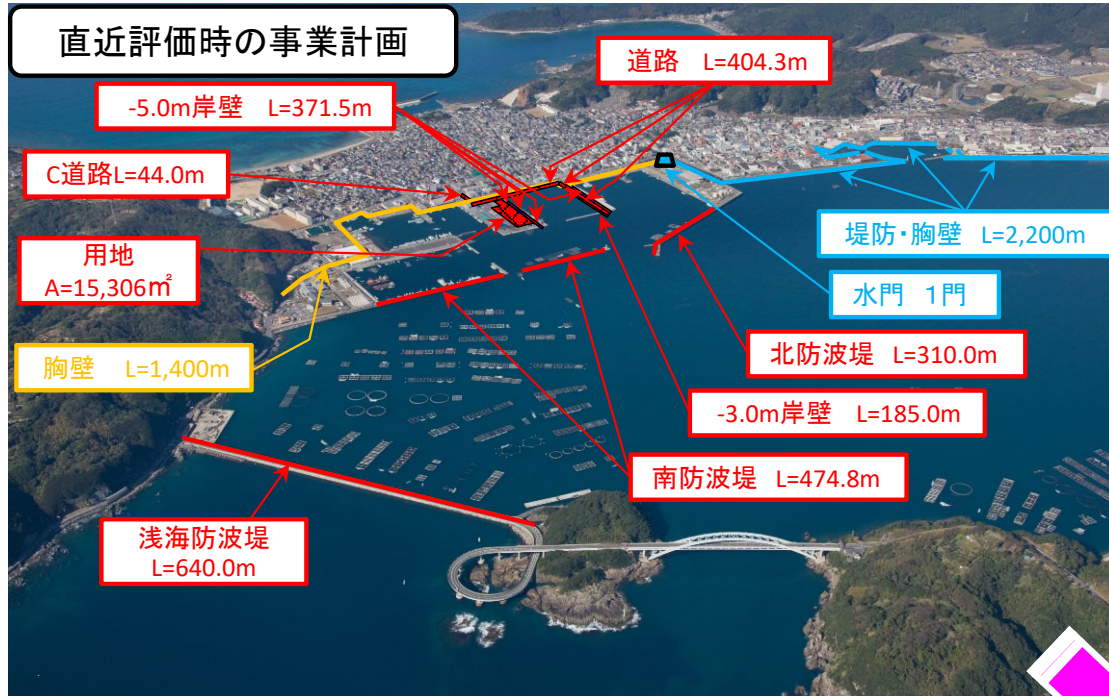 直近評価時の事業計画
道路 L=404.3m
-5.0m岸壁 L=371.5m
C道路L=44.0m
堤防・胸壁 L=2,200m
用地
A=15,306㎡
水門 1門
胸壁 L=1,400m
北防波堤 L=310.0m
-3.0m岸壁 L=185.0m
南防波堤 L=474.8m
浅海防波堤
L=640.0m